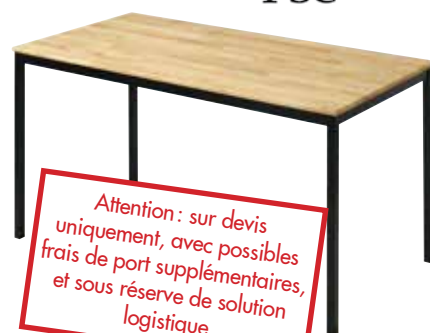 Attention : sur devis
uniquement, avec possibles
frais de port supplémentaires,
et sous réserve de solution
logistique